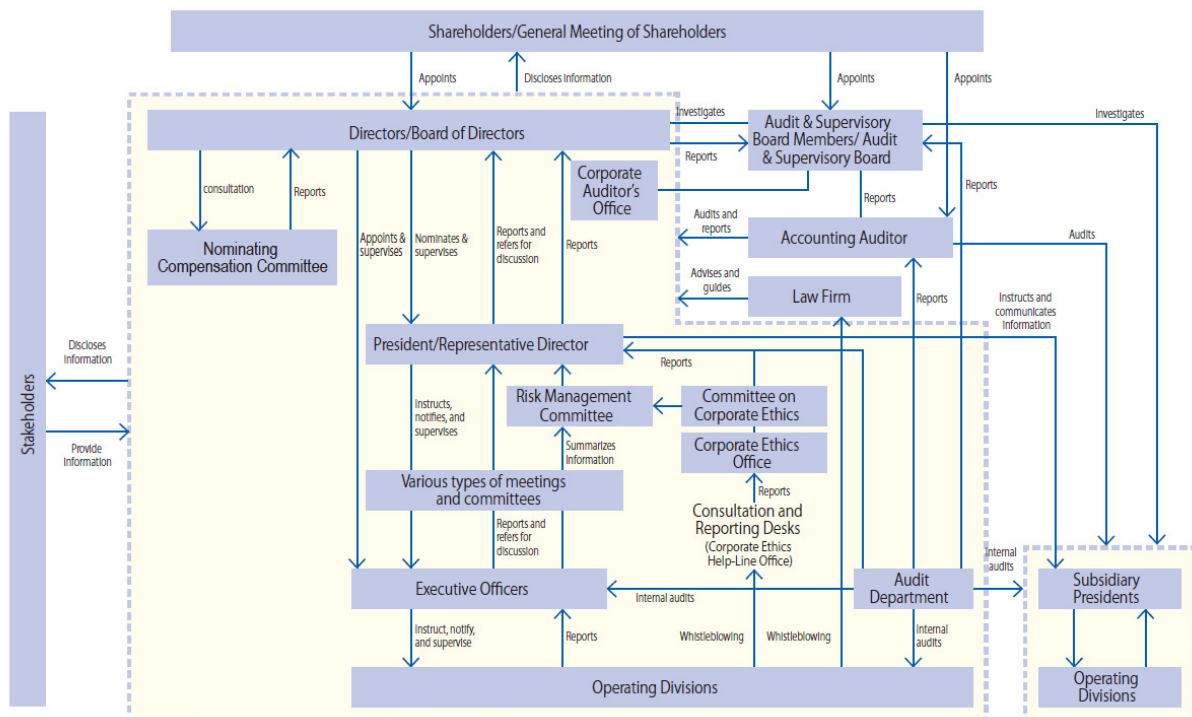 Shareholders/General Meeting of Shareholders
Appoints
Discloses information
Appoints
Appoints
Directors/Board of Directors
Investigates
Audit & Supervisory
Board Members/ Audit
& Supervisory Board
Investigates
Reports
consultation
Reports
Corporate
Auditor's
Office
Reports
Reports
Nominating
Compensation Committee
Appoints &
supervises
Nominates &
supervises
Reports and
refers for
discussion
Reports
Audits and
reports
Accounting Auditor
Audits
Advises and
guides
Law Firm
Reports
Instructs and
communicates
information
Stakeholders
Discloses
information
Provide
information
President/Representative Director
Reports
Instructs,
notifies, and
supervises
Risk Management
Committee
Committee on
Corporate Ethics
Summarizes
information
Corporate Ethics
Office
Various types of meetings
and committees
Reports
Consultation and
Reporting Desks
(Corporate Ethics
Help-Line Office)
Reports and
refers for
discussion
Executive Officers
Internal audits
Audit
Department
Internal
audits
Subsidiary
Presidents
Instruct, notify,
and supervise
Reports
Whistleblowing
Whistleblowing
Internal
audits
Operating Divisions
Operating
Divisions